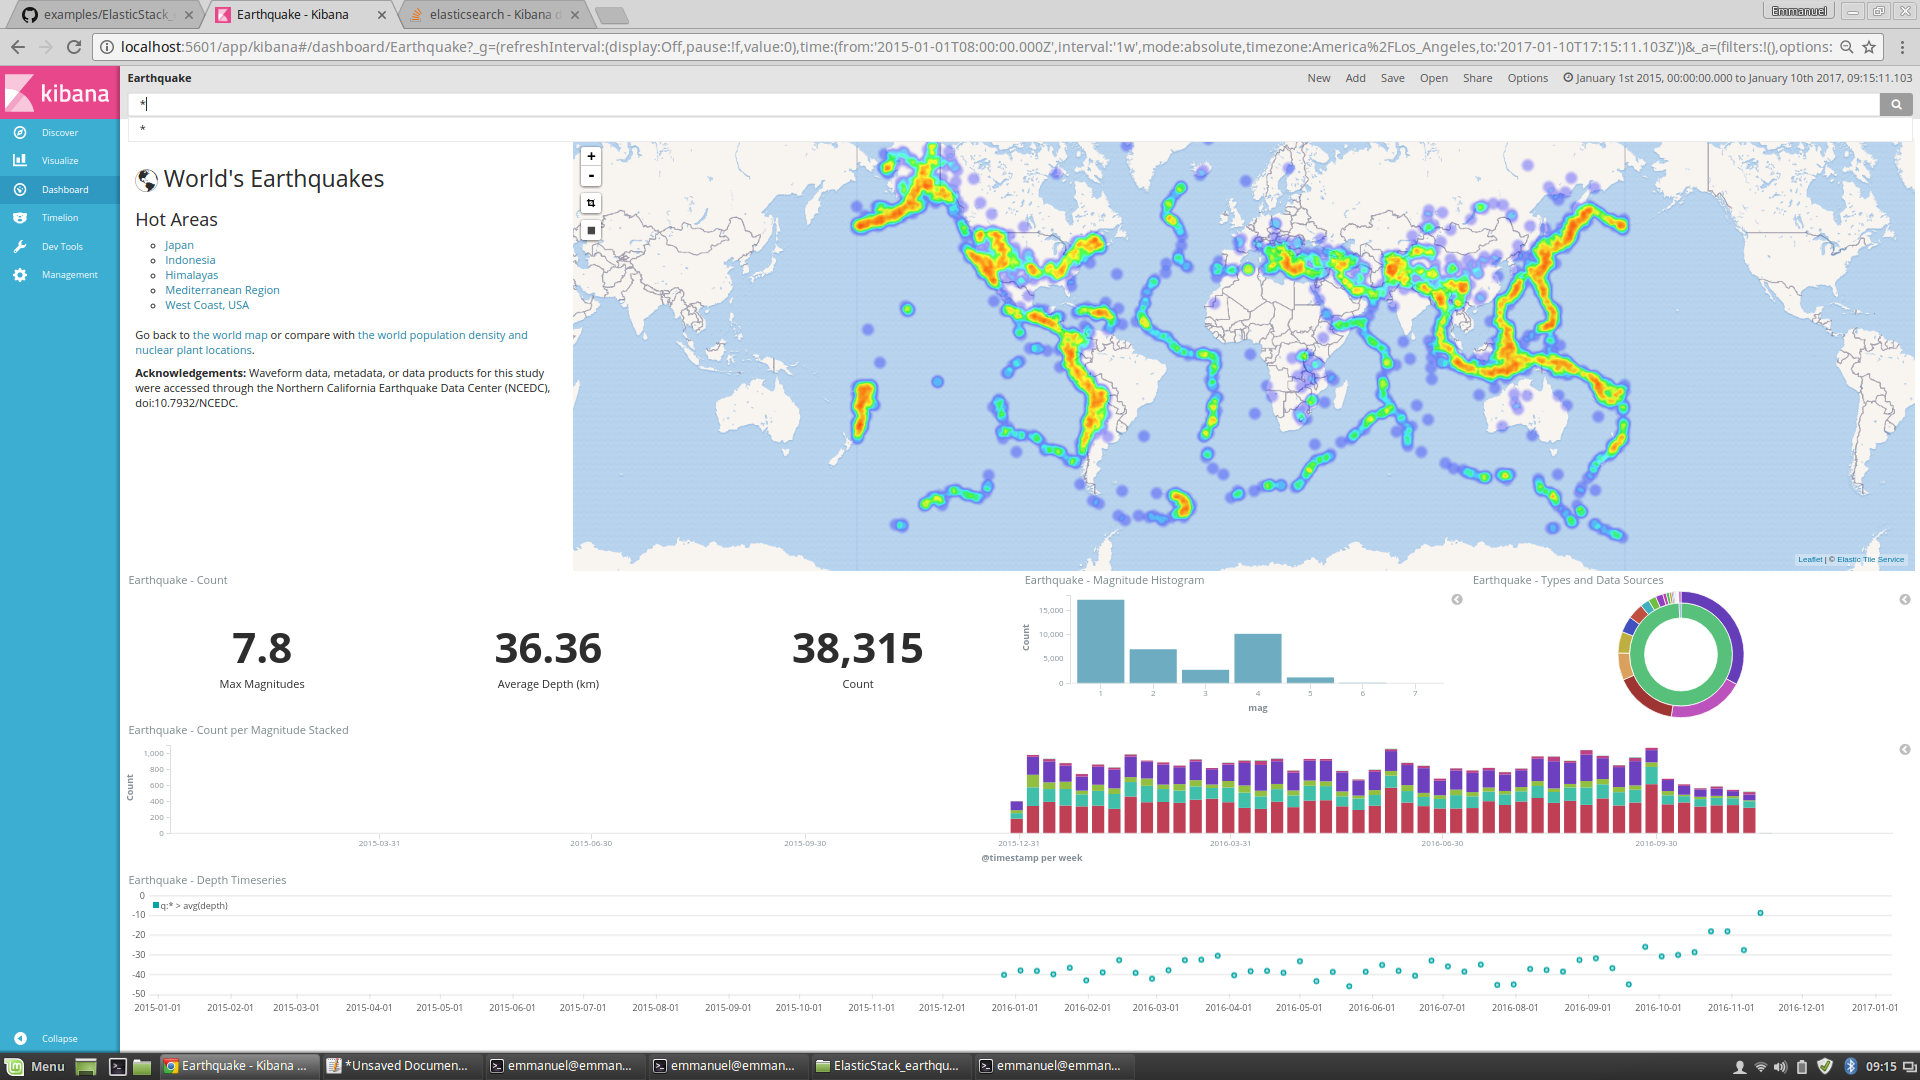 examples/ElasticStack_
Earthquake - Kibana
elasticsearch - Kibana d
Emmanuel
localhost:5601/app/kibana#/dashboard/Earthquake?_g=(refreshInterval:(display:Off,pause:!f,value:0),time:(from:'2015-01-01T08:00:00.000Z',interval:'1w',mode:absolute,timezone:America%2FLos_Angeles,to:'2017-01-10T17:15:11.103Z'))&_a=(filters:!(),options:
kibana
Discover
Visualize
Dashboard
Timelion
Dev Tools
Management
Collapse
Earthquake
New Add Save Open Share Options January 1st 2015, 00:00:00.000 to January 10th 2017, 09:15:11.103
*
*
World's Earthquakes
Hot Areas
Japan
Indonesia
Himalayas
Mediterranean Region
West Coast, USA
Go back to the world map or compare with the world population density and
nuclear plant locations.
Acknowledgements: Waveform data, metadata, or data products for this study
were accessed through the Northern California Earthquake Data Center (NCEDC),
doi:10.7932/NCEDC.
+
-
Leaflet | © Elastic Tile Service
Earthquake - Count
7.8
Max Magnitudes
36.36
Average Depth (km)
38,315
Count
Earthquake - Magnitude Histogram
Count
15,000
10,000
5,000
0
1 2 3 4 5 6 7
mag
Earthquake - Types and Data Sources
Earthquake - Count per Magnitude Stacked
Count
1,000
800
600
400
200
0
2015-03-31 2015-06-30 2015-09-30 2015-12-31 2016-03-31 2016-06-30 2016-09-30
@timestamp per week
Earthquake - Depth Timeseries
q:* > avg(depth)
0
-10
-20
-30
-40
-50
2015-01-01 2015-02-01 2015-03-01 2015-04-01 2015-05-01 2015-06-01 2015-07-01 2015-08-01 2015-09-01 2015-10-01 2015-11-01 2015-12-01 2016-01-01 2016-02-01 2016-03-01 2016-04-01 2016-05-01 2016-06-01 2016-07-01 2016-08-01 2016-09-01 2016-10-01 2016-11-01 2016-12-01 2017-01-01
Menu
Earthquake - Kibana ...
*Unsaved Documen...
emmanuel@emman...
emmanuel@emman...
ElasticStack_earthqu...
emmanuel@emman...
09:15